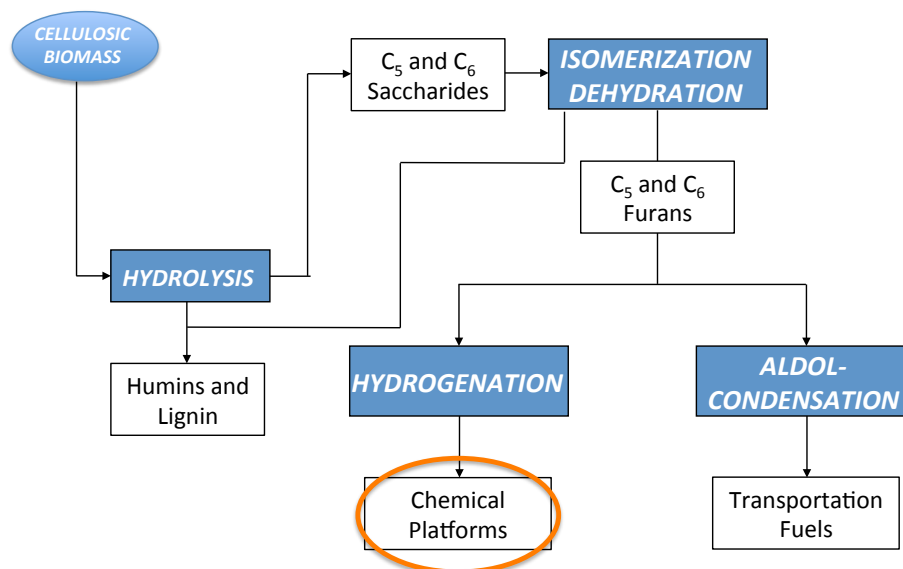 CELLULOSIC
BIOMASS
C₅ and C₆
Saccharides
ISOMERIZATION
DEHYDRATION
C₅ and C₆
Furans
HYDROLYSIS
Humins and
Lignin
HYDROGENATION
ALDOL-
CONDENSATION
Chemical
Platforms
Transportation
Fuels